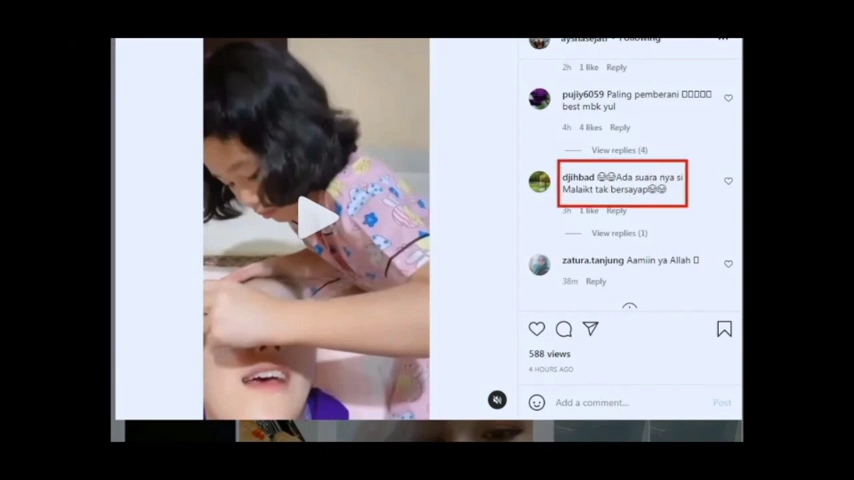 ayshasejati • Following
2h 1 like Reply
pujiy6059 Paling pemberani
best mbk yul
4h 4 likes Reply
View replies (4)
djihbad 😂😂Ada suara nya si
Malaikt tak bersayap😂😂
3h 1 like Reply
View replies (1)
zatura.tanjung Aamiin ya Allah
38m Reply
588 views
4 HOURS AGO
Add a comment...
Post